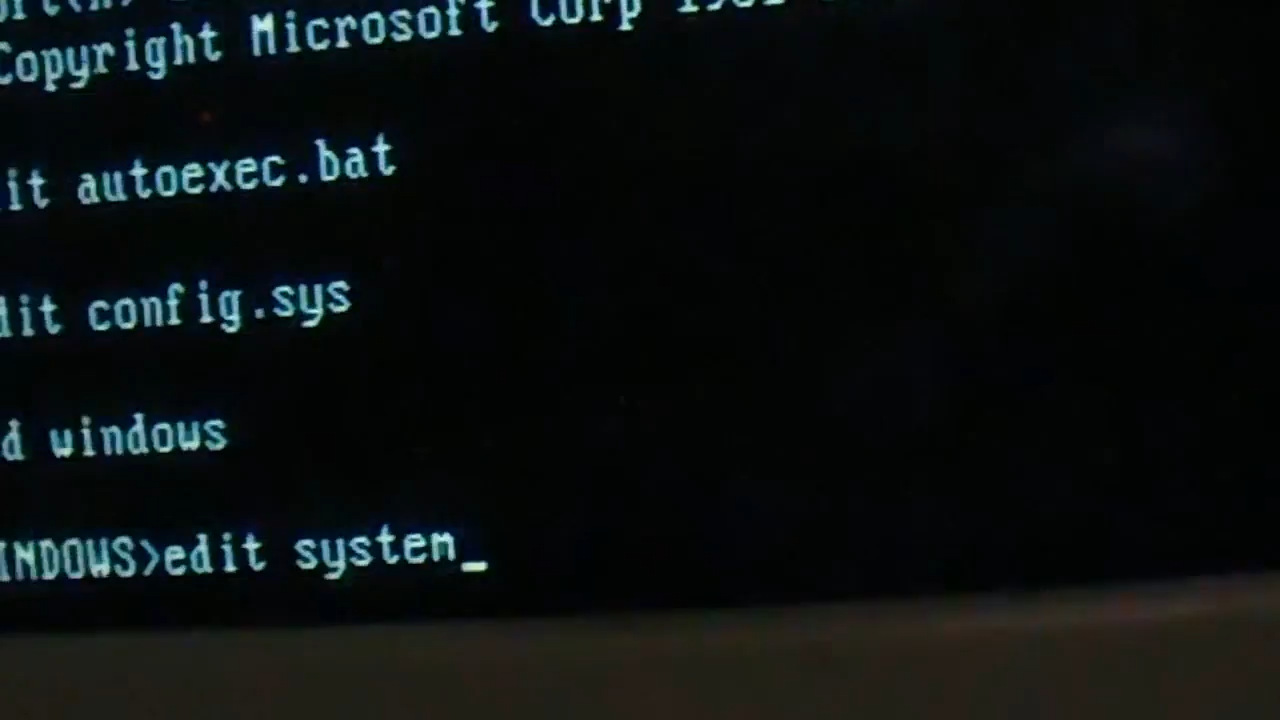 Copyright Microsoft Corp
it autoexec.bat
dit config.sys
d windows
INDOWS>edit system_